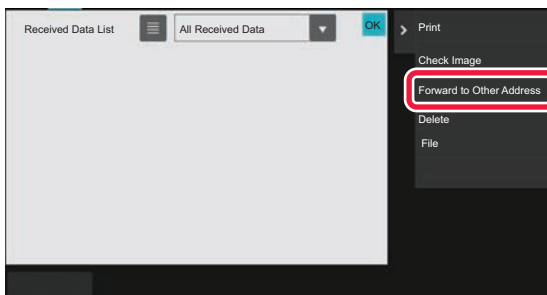 Received Data List
All Received Data
OK
Print
Check Image
Forward to Other Address
Delete
File